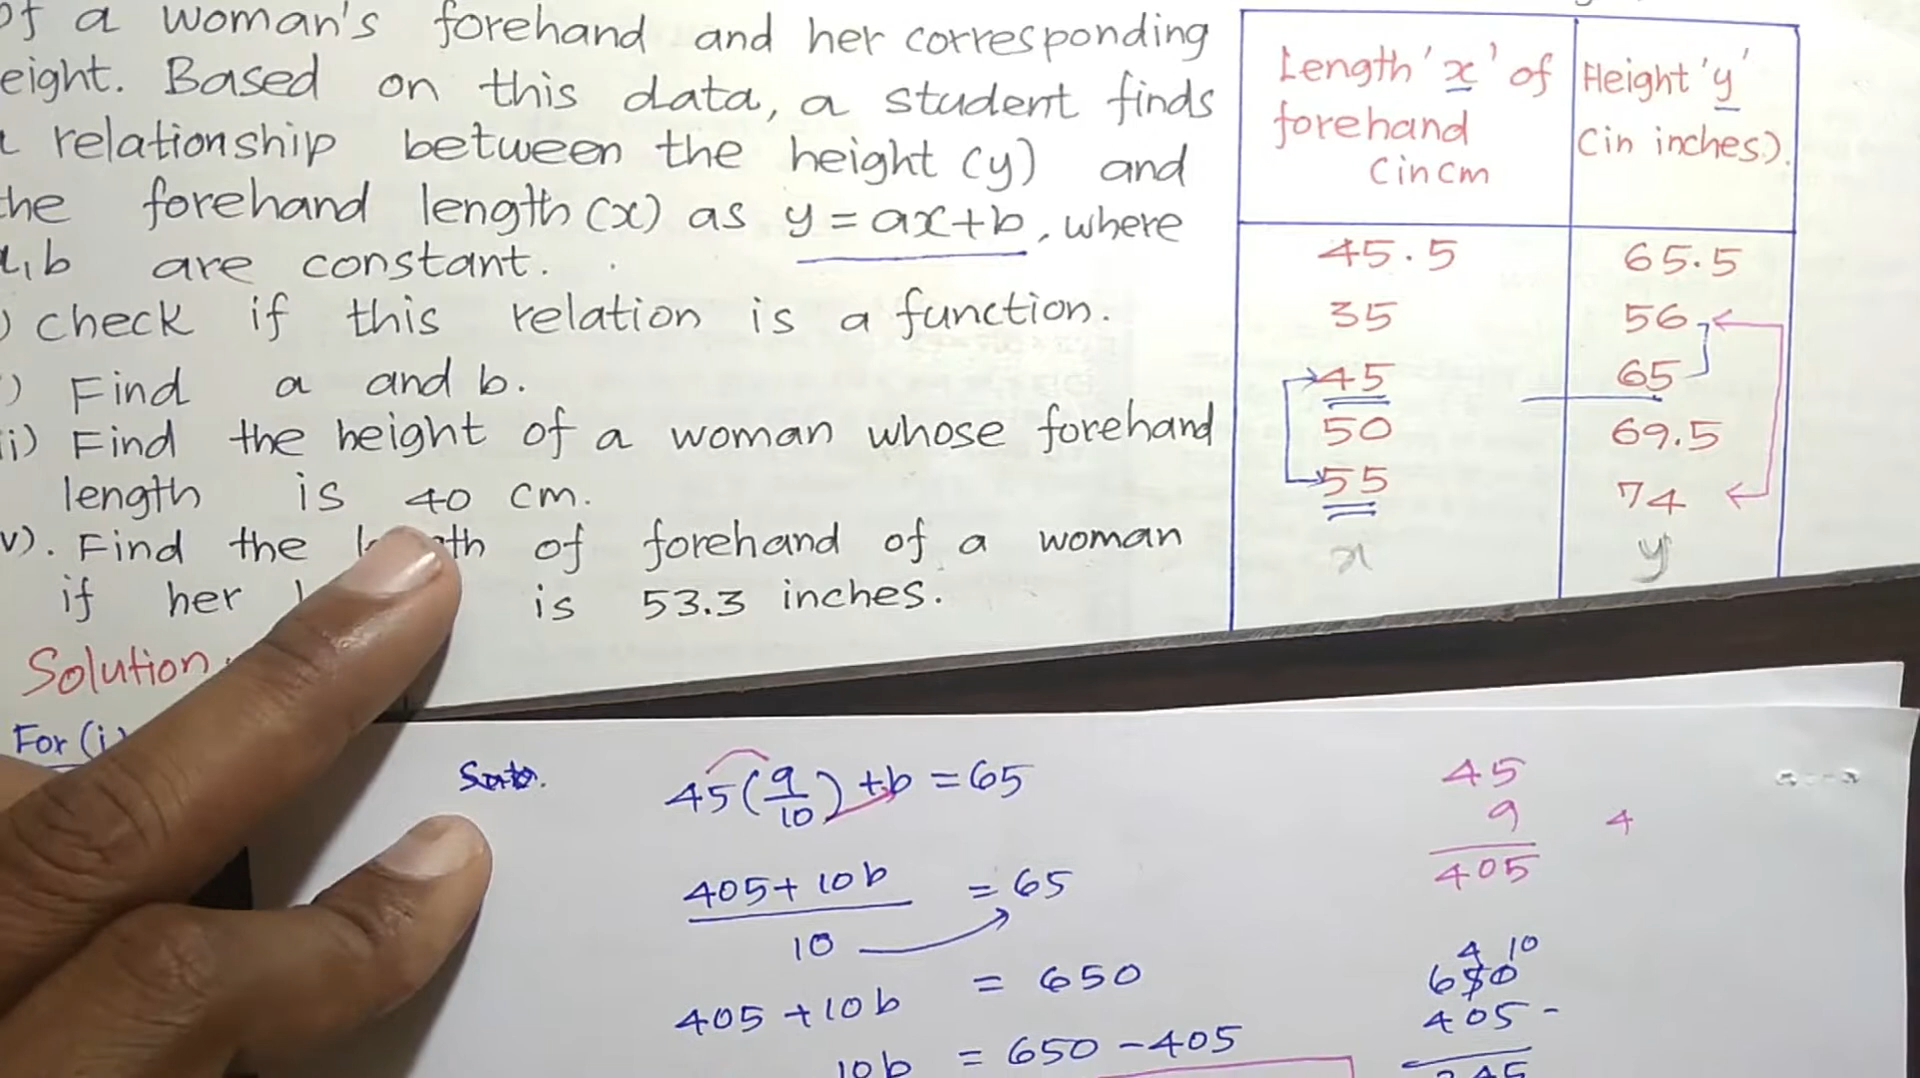 of a woman's forehand and her corresponding
eight. Based on this data, a student finds
relationship between the height (y) and
the forehand length (x) as y = ax+b, where
b are constant.
) check if this relation is a function.
) Find a and b.
ii) Find the height of a woman whose forehand
length is 40 cm.
v). Find the of forehand of a woman
if her is 53.3 inches.
Solution.
For (i)
Length 'x' of
forehand
Cin cm
Height 'y'
Cin inches).
45.5 65.5
35 56
45 65
50 69.5
55 74
x y
45(9/10) + b = 65
405 + 10b / 10 = 65
405 + 10b = 650
10b = 650 - 405
45
9 4
405
4 10
650
405 -
245